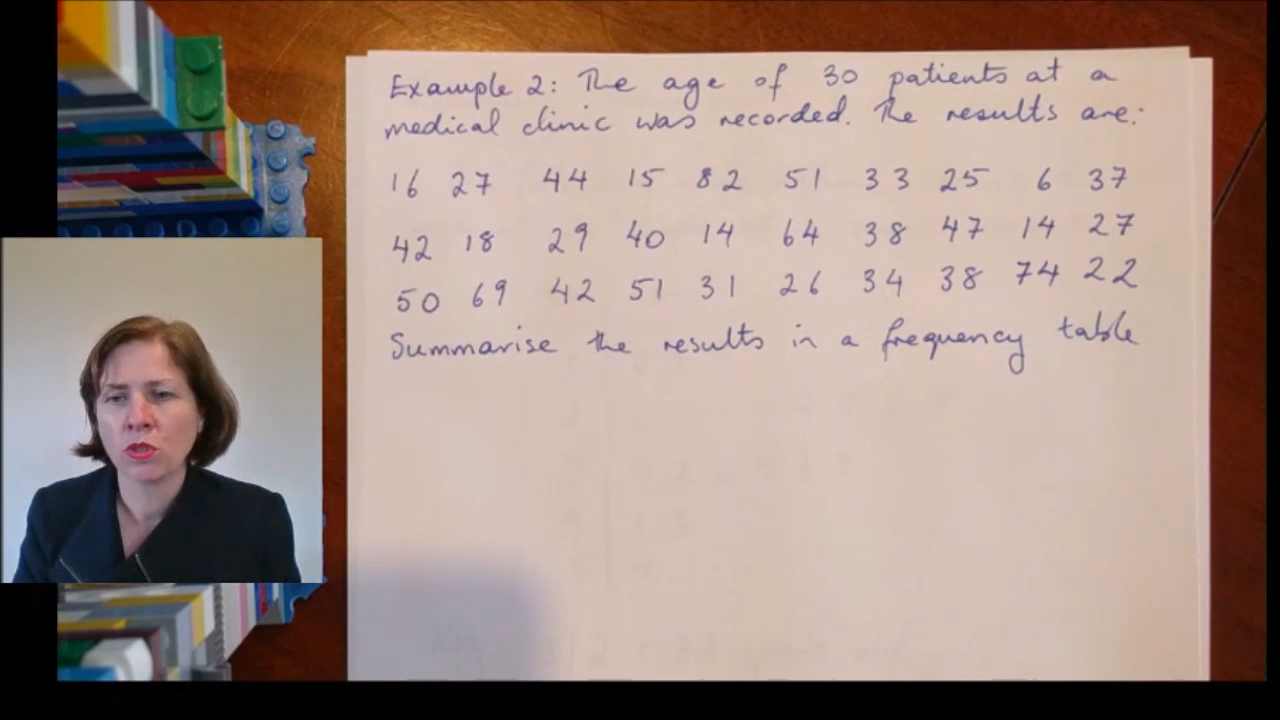 Example 2: The age of 30 patients at a
medical clinic was recorded. The results are:
16 27 44 15 82 51 33 25 6 37
42 18 29 40 14 64 38 47 14 27
50 69 42 51 31 26 34 38 74 22
Summarise the results in a frequency table